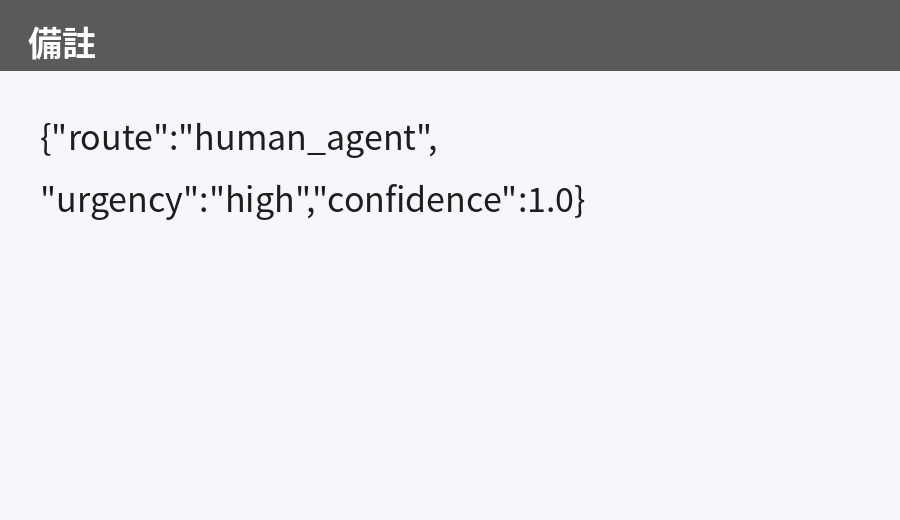 備註
{"route":"human_agent",
"urgency":"high","confidence":1.0}